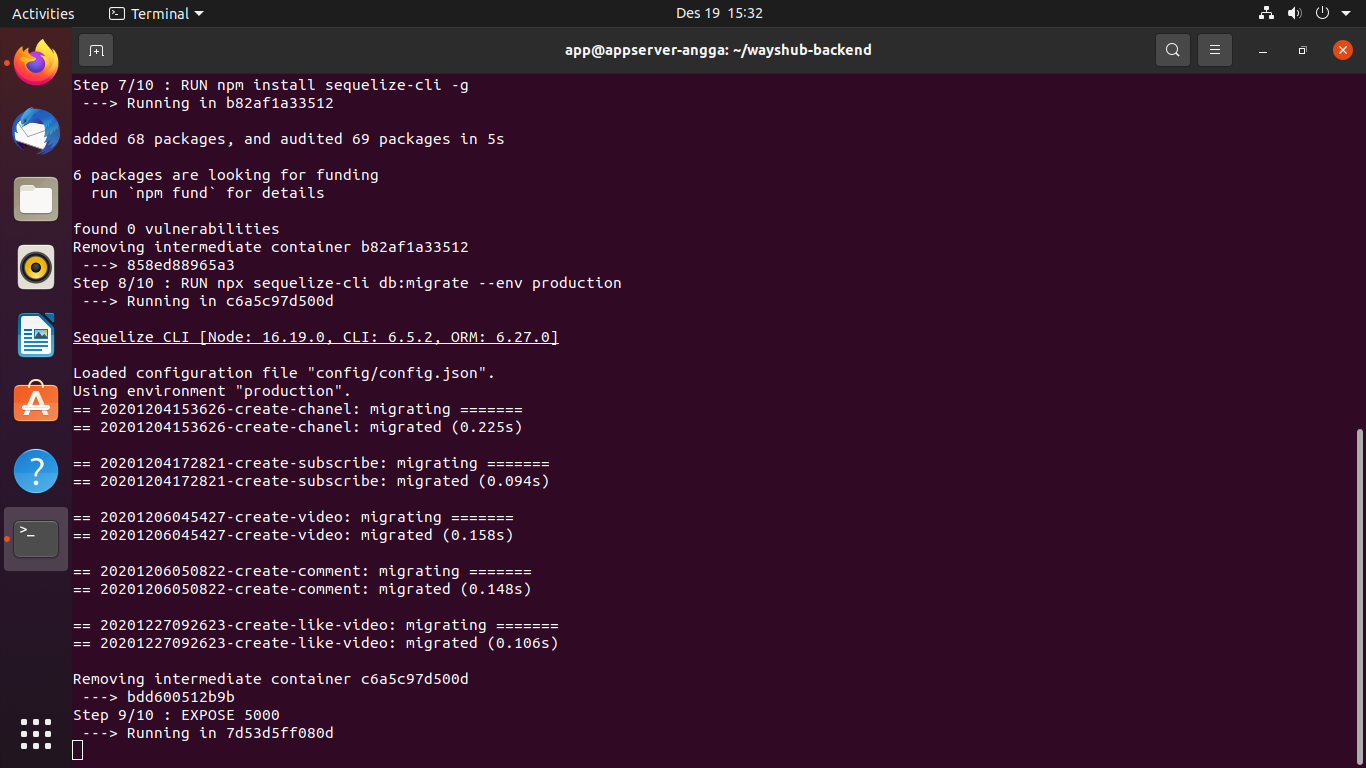 Activities
Terminal
Des 19 15:32
app@appserver-angga: ~/wayshub-backend
Step 7/10 : RUN npm install sequelize-cli -g
 ---> Running in b82af1a33512
added 68 packages, and audited 69 packages in 5s
6 packages are looking for funding
  run `npm fund` for details
found 0 vulnerabilities
Removing intermediate container b82af1a33512
 ---> 858ed88965a3
Step 8/10 : RUN npx sequelize-cli db:migrate --env production
 ---> Running in c6a5c97d500d
Sequelize CLI [Node: 16.19.0, CLI: 6.5.2, ORM: 6.27.0]
Loaded configuration file "config/config.json".
Using environment "production".
== 20201204153626-create-chanel: migrating =======
== 20201204153626-create-chanel: migrated (0.225s)
== 20201204172821-create-subscribe: migrating =======
== 20201204172821-create-subscribe: migrated (0.094s)
== 20201206045427-create-video: migrating =======
== 20201206045427-create-video: migrated (0.158s)
== 20201206050822-create-comment: migrating =======
== 20201206050822-create-comment: migrated (0.148s)
== 20201227092623-create-like-video: migrating =======
== 20201227092623-create-like-video: migrated (0.106s)
Removing intermediate container c6a5c97d500d
 ---> bdd600512b9b
Step 9/10 : EXPOSE 5000
 ---> Running in 7d53d5ff080d